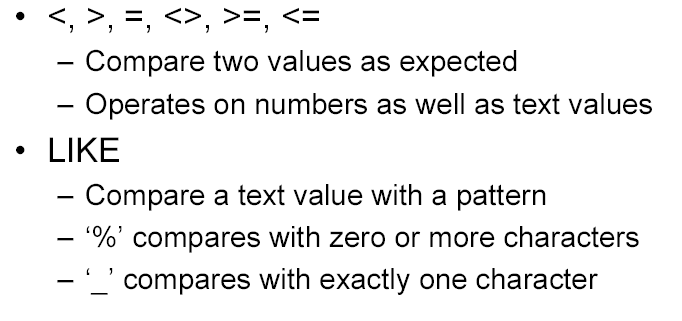 • <, >, =, <>, >=, <=
– Compare two values as expected
– Operates on numbers as well as text values
• LIKE
– Compare a text value with a pattern
– ‘%’ compares with zero or more characters
– ‘_’ compares with exactly one character